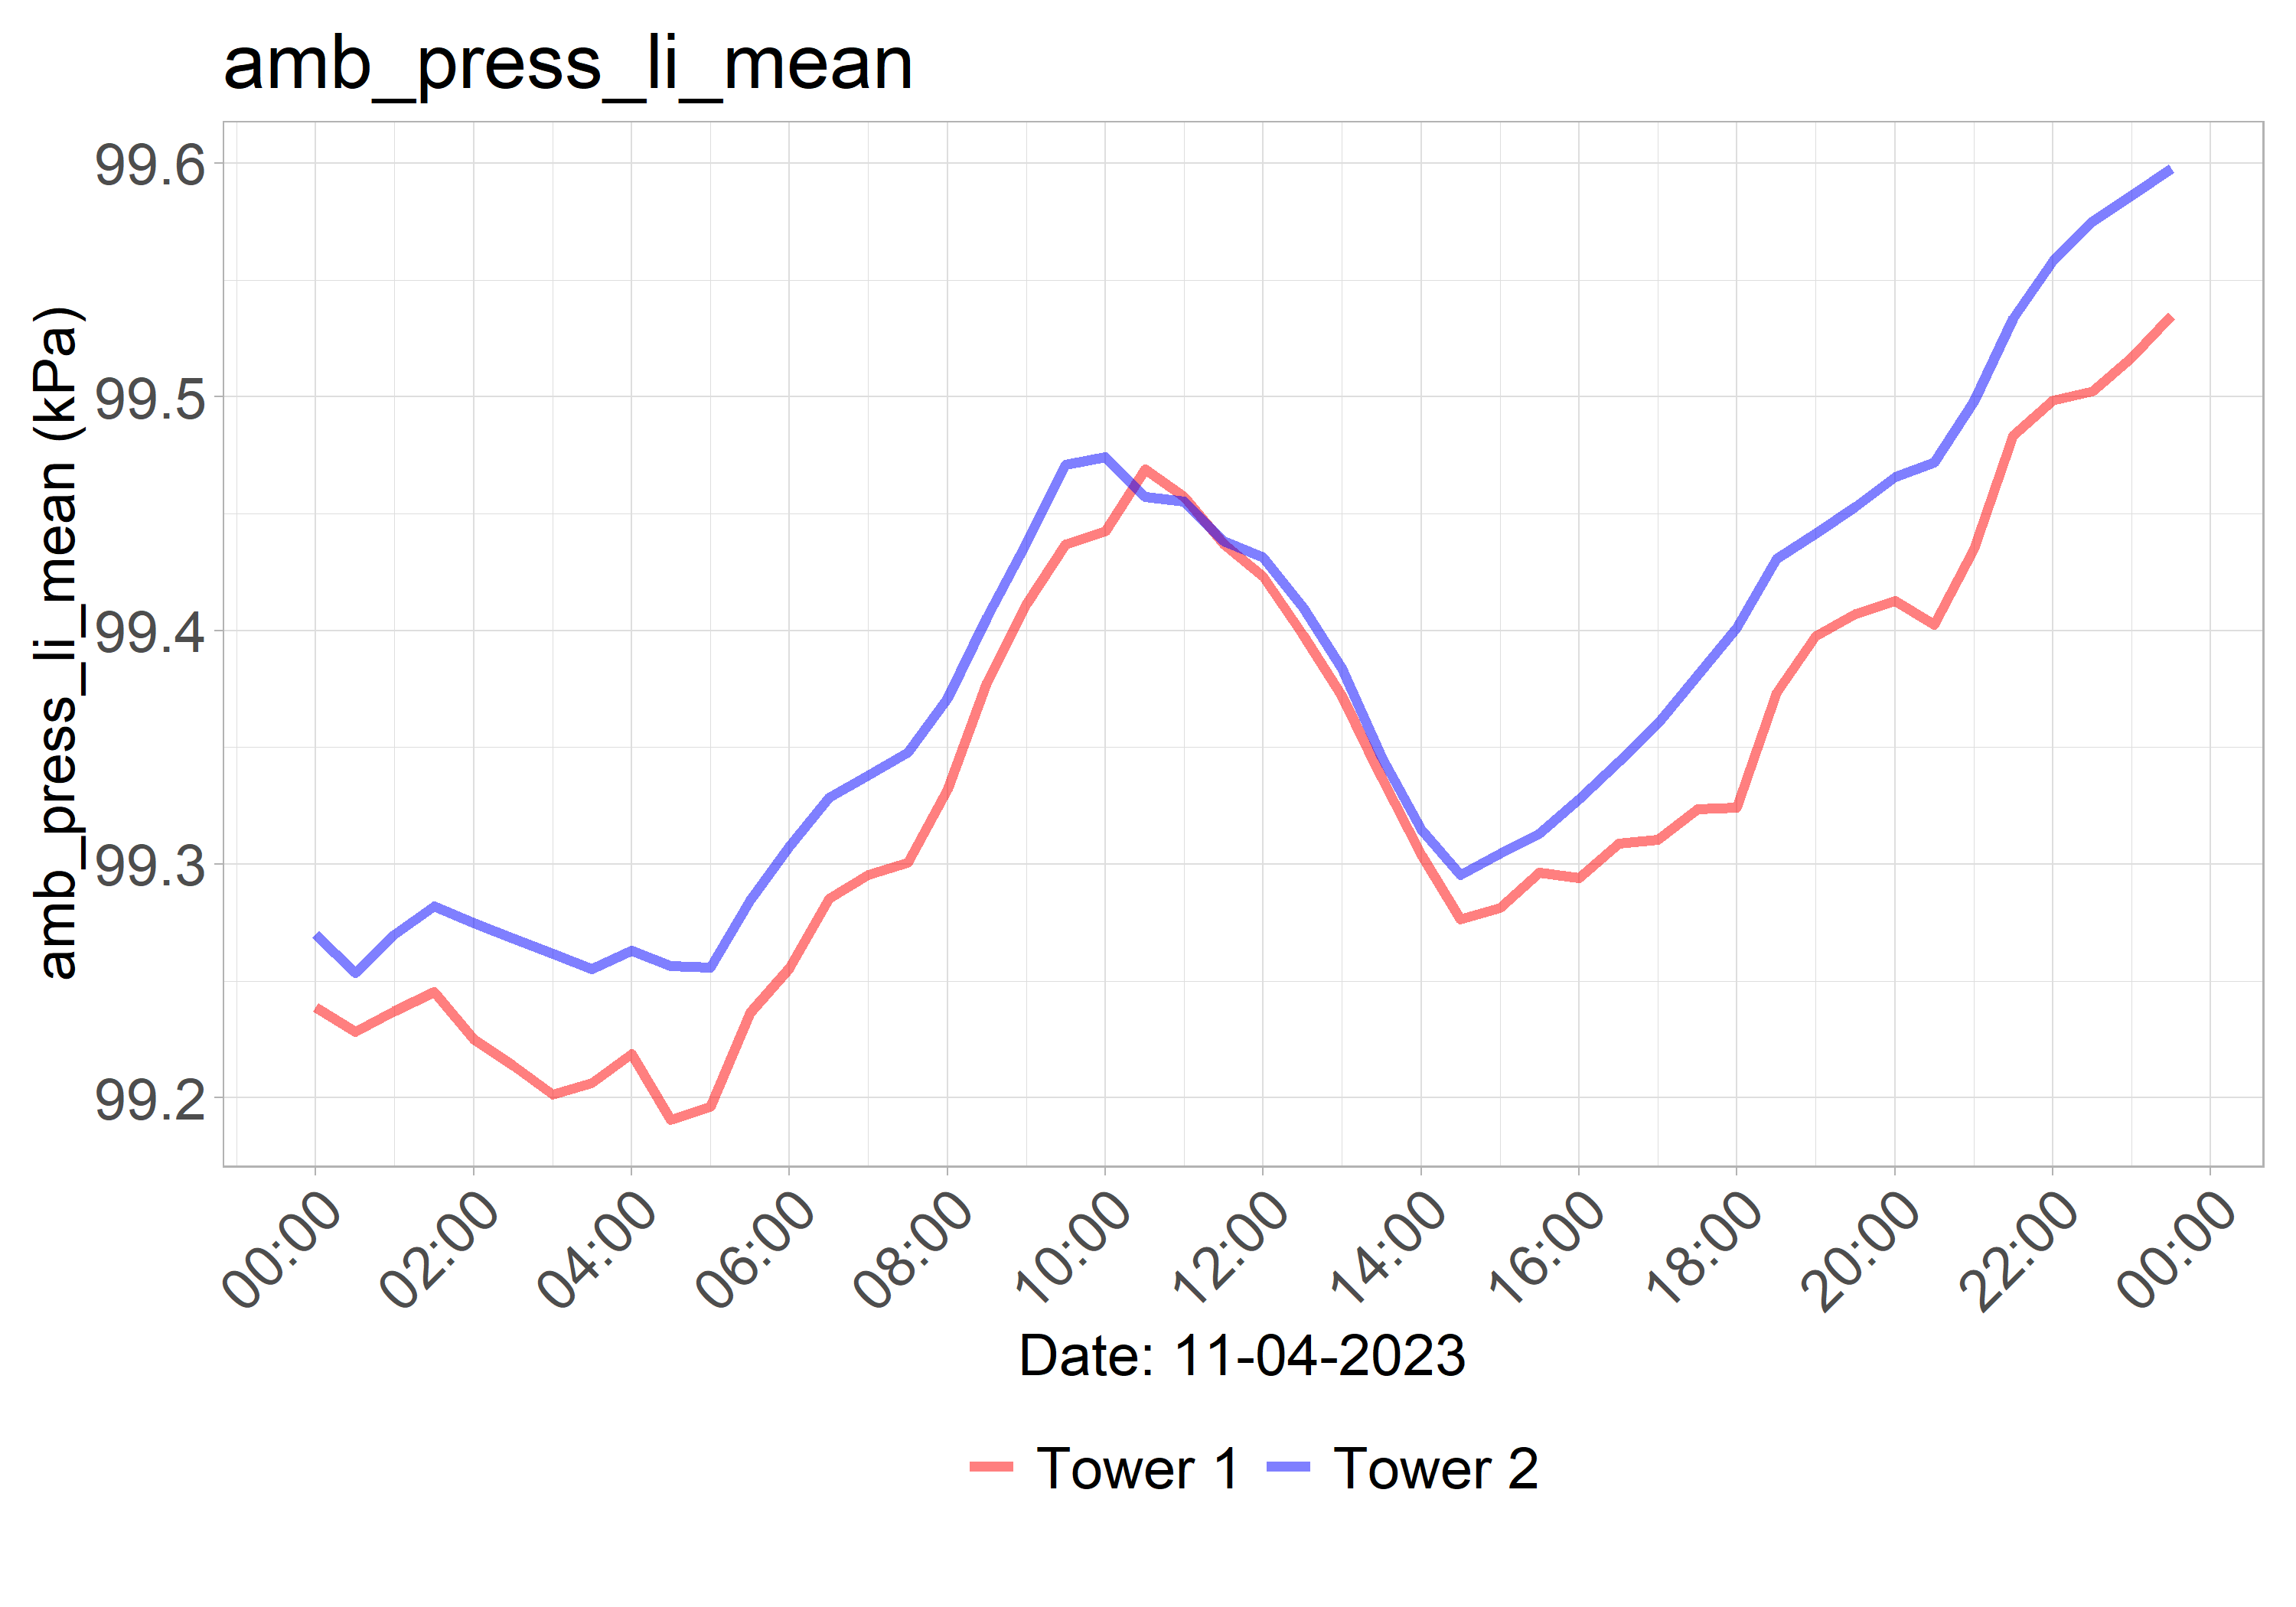 amb_press_li_mean
amb_press_li_mean (kPa)
99.6
99.5
99.4
99.3
99.2
00:00 02:00 04:00 06:00 08:00 10:00 12:00 14:00 16:00 18:00 20:00 22:00 00:00
Date: 11-04-2023
Tower 1 Tower 2